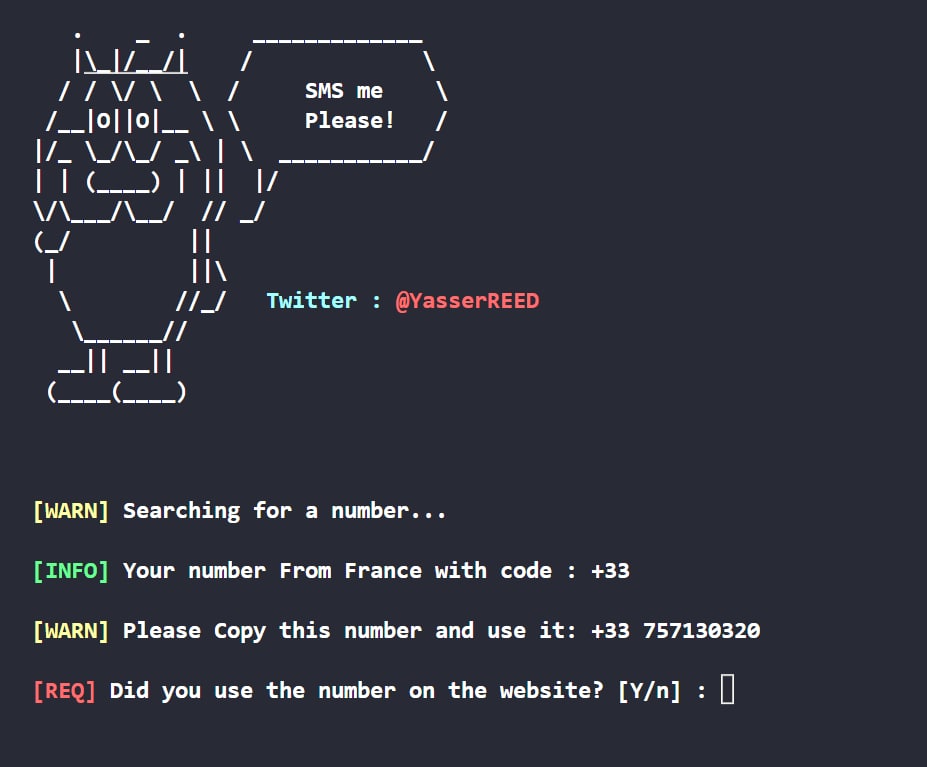 SMS me
Please!
Twitter : @YasserREED
[WARN] Searching for a number...
[INFO] Your number From France with code : +33
[WARN] Please Copy this number and use it: +33 757130320
[REQ] Did you use the number on the website? [Y/n] :